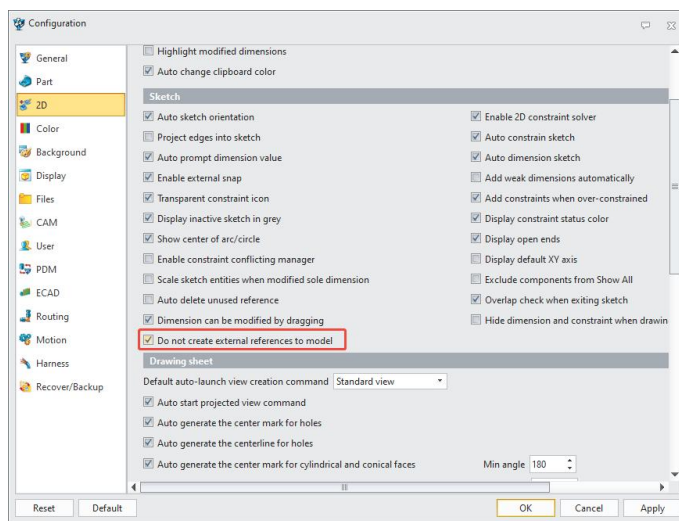 Configuration
General
Part
2D
Color
Background
Display
Files
CAM
User
PDM
ECAD
Routing
Motion
Harness
Recover/Backup
Highlight modified dimensions
Auto change clipboard color
Sketch
Auto sketch orientation
Enable 2D constraint solver
Project edges into sketch
Auto constrain sketch
Auto prompt dimension value
Auto dimension sketch
Enable external snap
Add weak dimensions automatically
Transparent constraint icon
Add constraints when over-constrained
Display inactive sketch in grey
Display constraint status color
Show center of arc/circle
Display open ends
Enable constraint conflicting manager
Display default XY axis
Scale sketch entities when modified sole dimension
Exclude components from Show All
Auto delete unused reference
Overlap check when exiting sketch
Dimension can be modified by dragging
Hide dimension and constraint when drawin
Do not create external references to model
Drawing sheet
Default auto-launch view creation command Standard view
Auto start projected view command
Auto generate the center mark for holes
Auto generate the centerline for holes
Auto generate the center mark for cylindrical and conical faces Min angle 180
Reset Default OK Cancel Apply